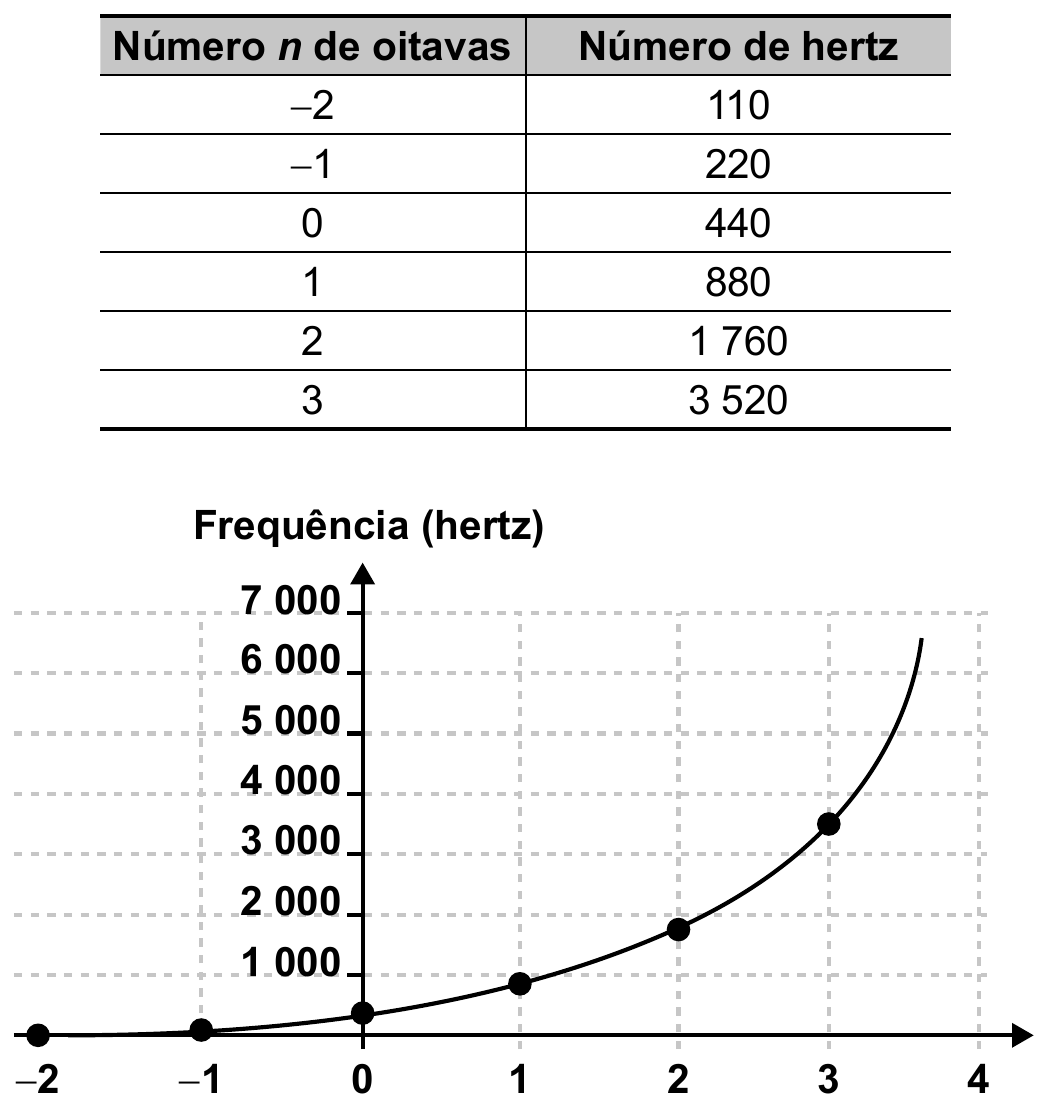 Número n de oitavas Número de hertz
–2 110
–1 220
0 440
1 880
2 1 760
3 3 520
Frequência (hertz)
7 000
6 000
5 000
4 000
3 000
2 000
1 000
–2 –1 0 1 2 3 4